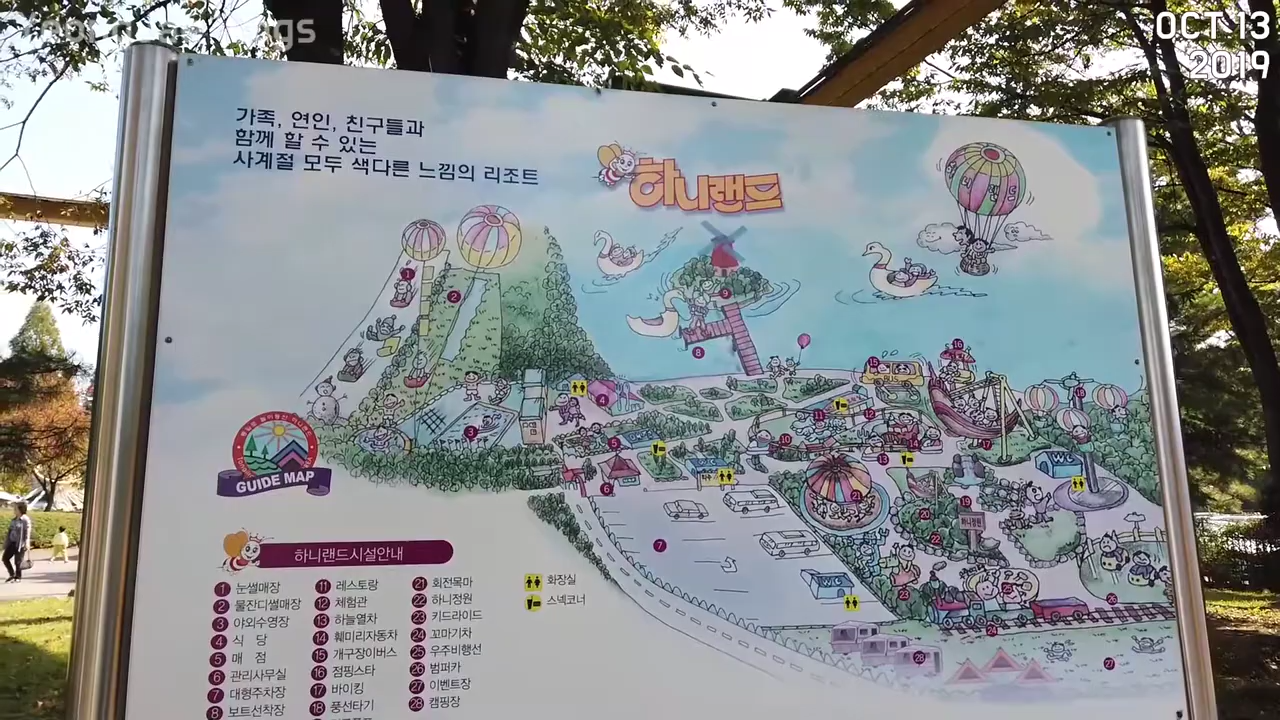 OCT 13
2019
가족, 연인, 친구들과
함께 할 수 있는
사계절 모두 색다른 느낌의 리조트
하니랜드
GUIDE MAP
하니랜드시설안내
1 눈썰매장
2 물잔디썰매장
3 야외수영장
4 식 당
5 매 점
6 관리사무실
7 대형주차장
8 보트선착장
11 레스토랑
12 체험관
13 하늘열차
14 훼미리자동차
15 개구장이버스
16 점핑스타
17 바이킹
18 풍선타기
21 회전목마
22 하니정원
23 키드라이드
24 꼬마기차
25 우주비행선
26 범퍼카
27 이벤트장
28 캠핑장
화장실
스넥코너